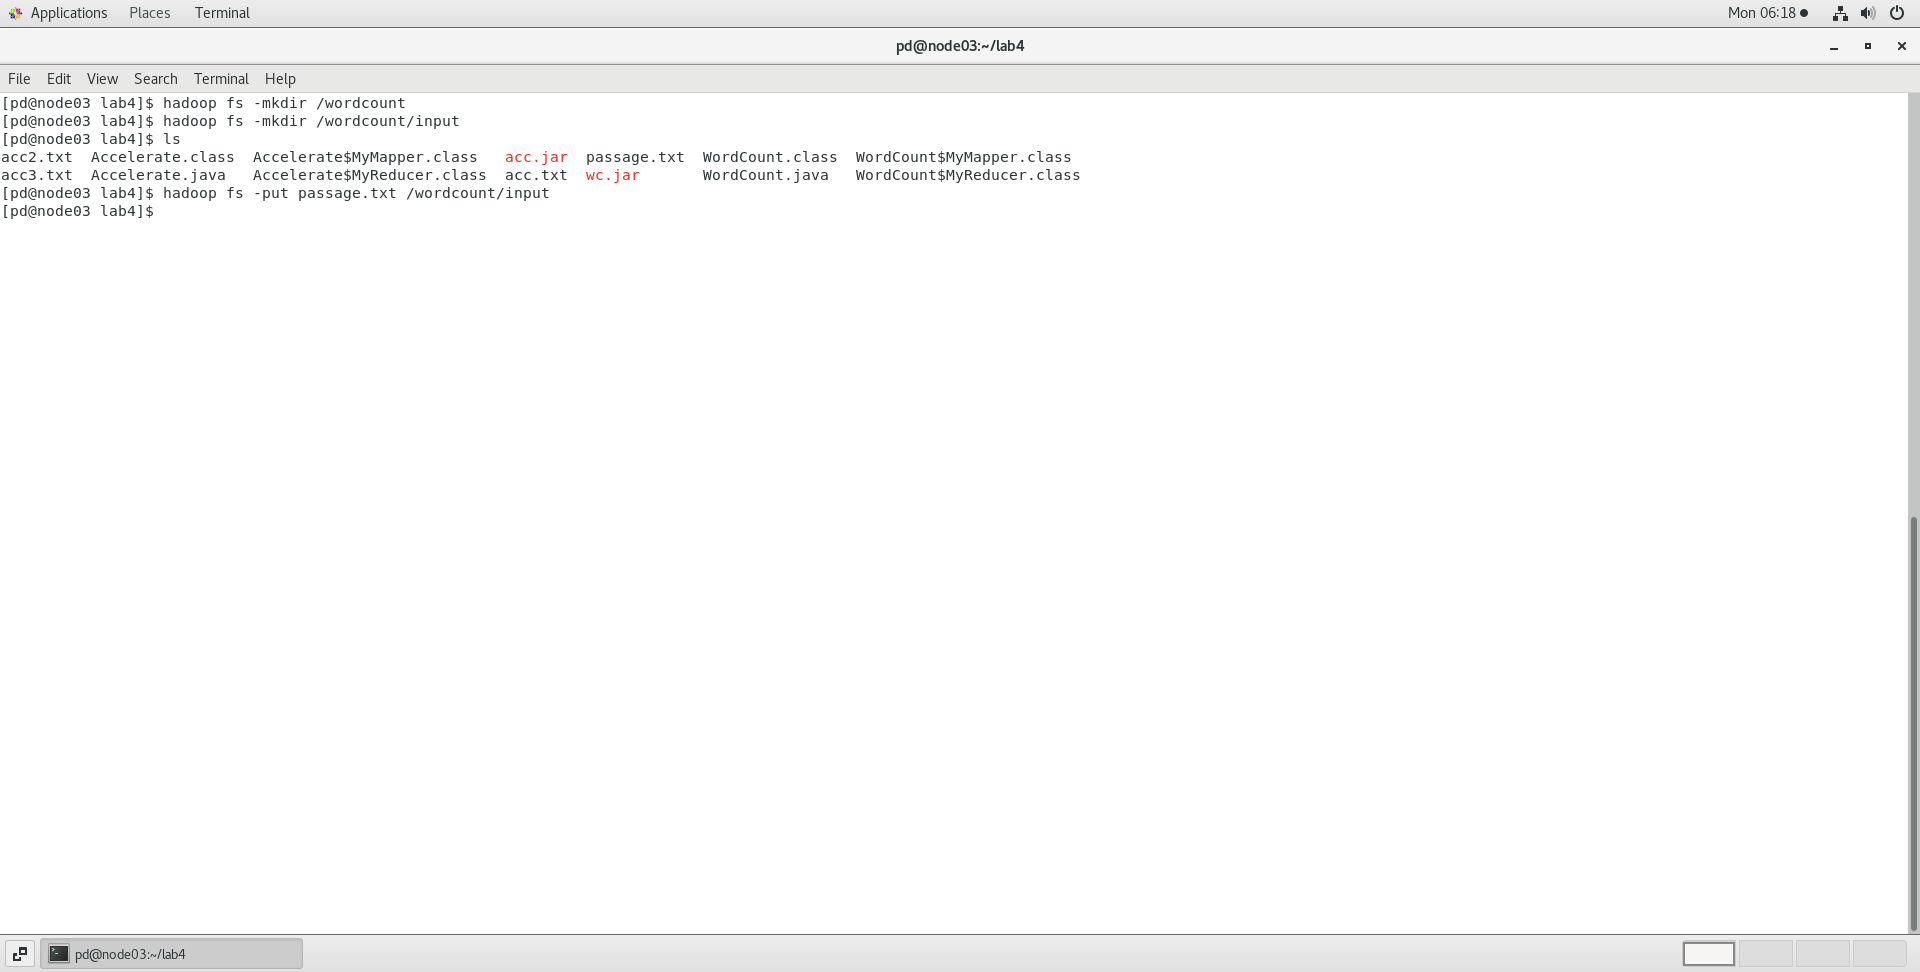 Applications Places Terminal Mon 06:18
pd@node03:~/lab4
File Edit View Search Terminal Help
[pd@node03 lab4]$ hadoop fs -mkdir /wordcount
[pd@node03 lab4]$ hadoop fs -mkdir /wordcount/input
[pd@node03 lab4]$ ls
acc2.txt  Accelerate.class  Accelerate$MyMapper.class   acc.jar  passage.txt  WordCount.class  WordCount$MyMapper.class
acc3.txt  Accelerate.java   Accelerate$MyReducer.class  acc.txt  wc.jar       WordCount.java   WordCount$MyReducer.class
[pd@node03 lab4]$ hadoop fs -put passage.txt /wordcount/input
[pd@node03 lab4]$
pd@node03:~/lab4